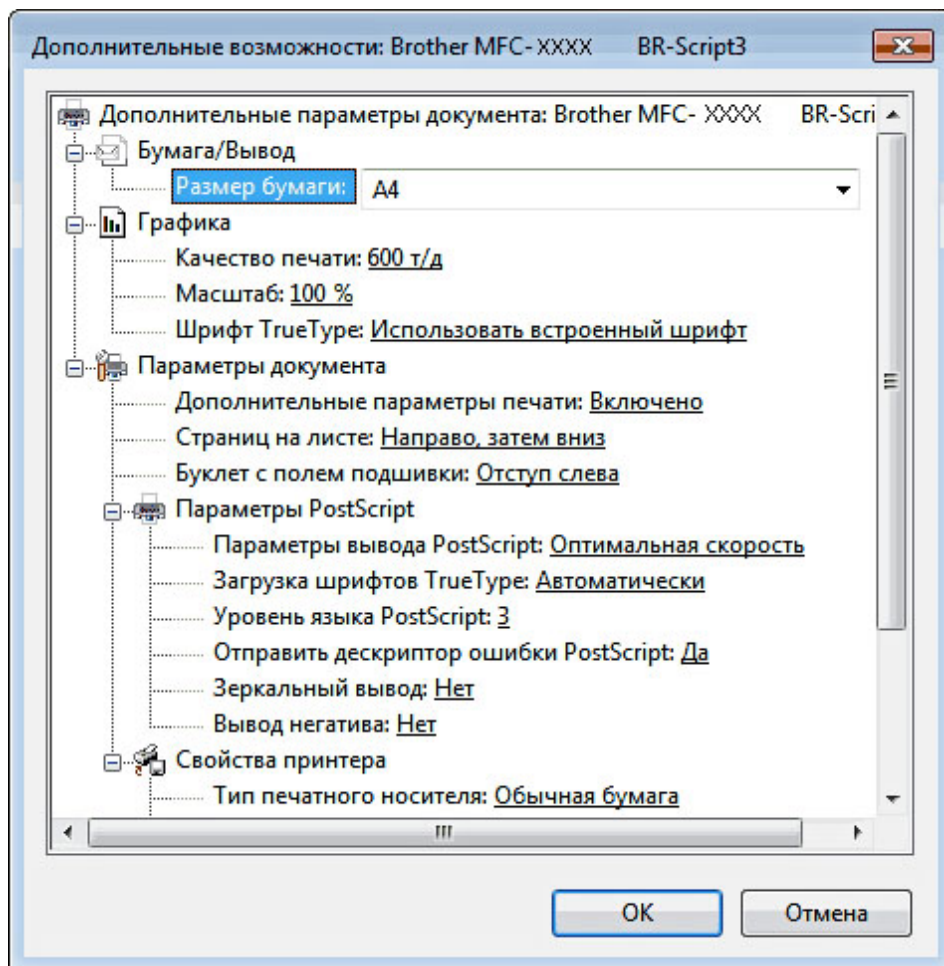 Дополнительные возможности: Brother MFC-XXXX BR-Script3
Дополнительные параметры документа: Brother MFC- XXXX BR-Scri
Бумага/Вывод
Размер бумаги: A4
Графика
Качество печати: 600 т/д
Масштаб: 100 %
Шрифт TrueType: Использовать встроенный шрифт
Параметры документа
Дополнительные параметры печати: Включено
Страниц на листе: Направо, затем вниз
Буклет с полем подшивки: Отступ слева
Параметры PostScript
Параметры вывода PostScript: Оптимальная скорость
Загрузка шрифтов TrueType: Автоматически
Уровень языка PostScript: 3
Отправить дескриптор ошибки PostScript: Да
Зеркальный вывод: Нет
Вывод негатива: Нет
Свойства принтера
Тип печатного носителя: Обычная бумага
OK Отмена